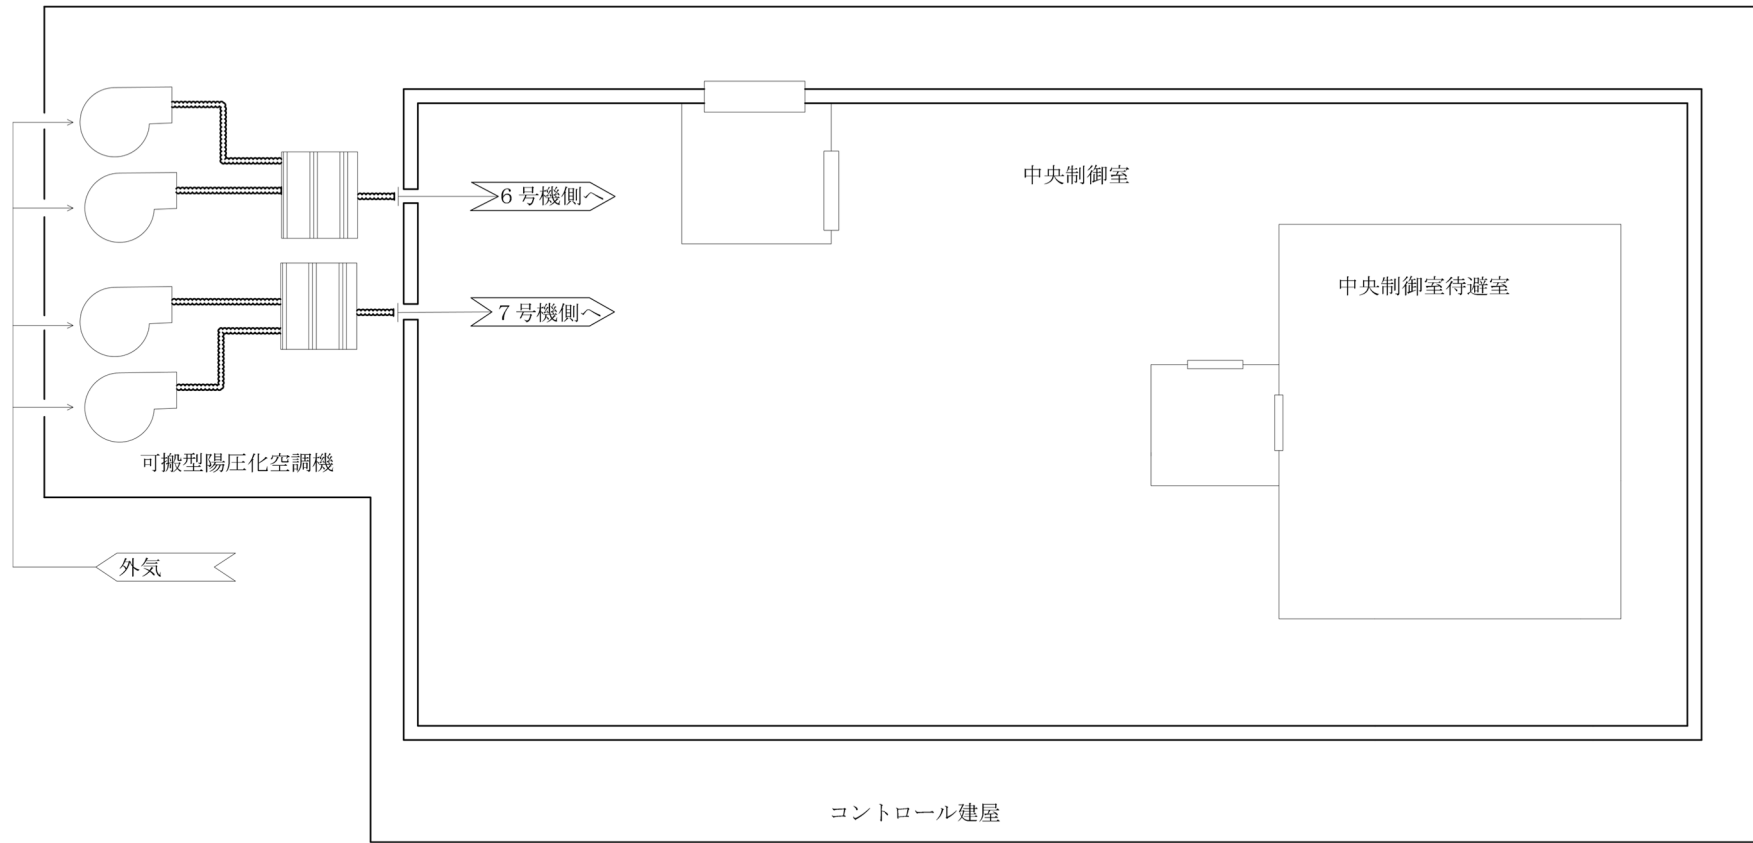 中央制御室
6号機側へ
中央制御室待避室
7号機側へ
可搬型陽圧化空調機
外気
コントロール建屋